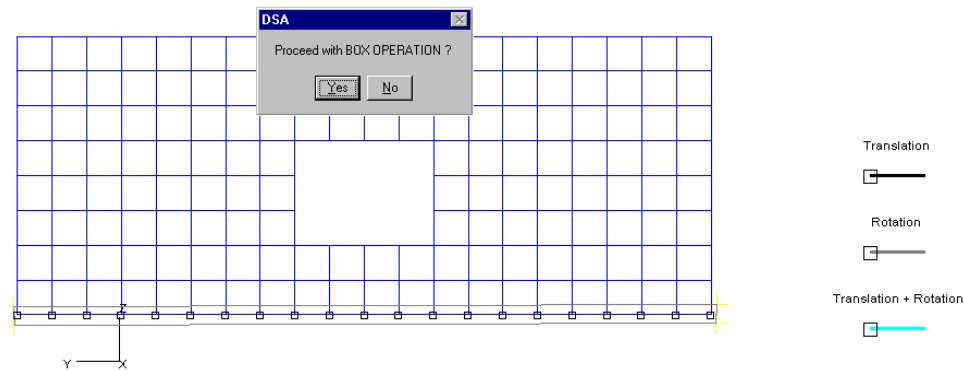 DSA
Proceed with BOX OPERATION ?
Yes
No
Translation
Rotation
Translation + Rotation
Z
Y
X